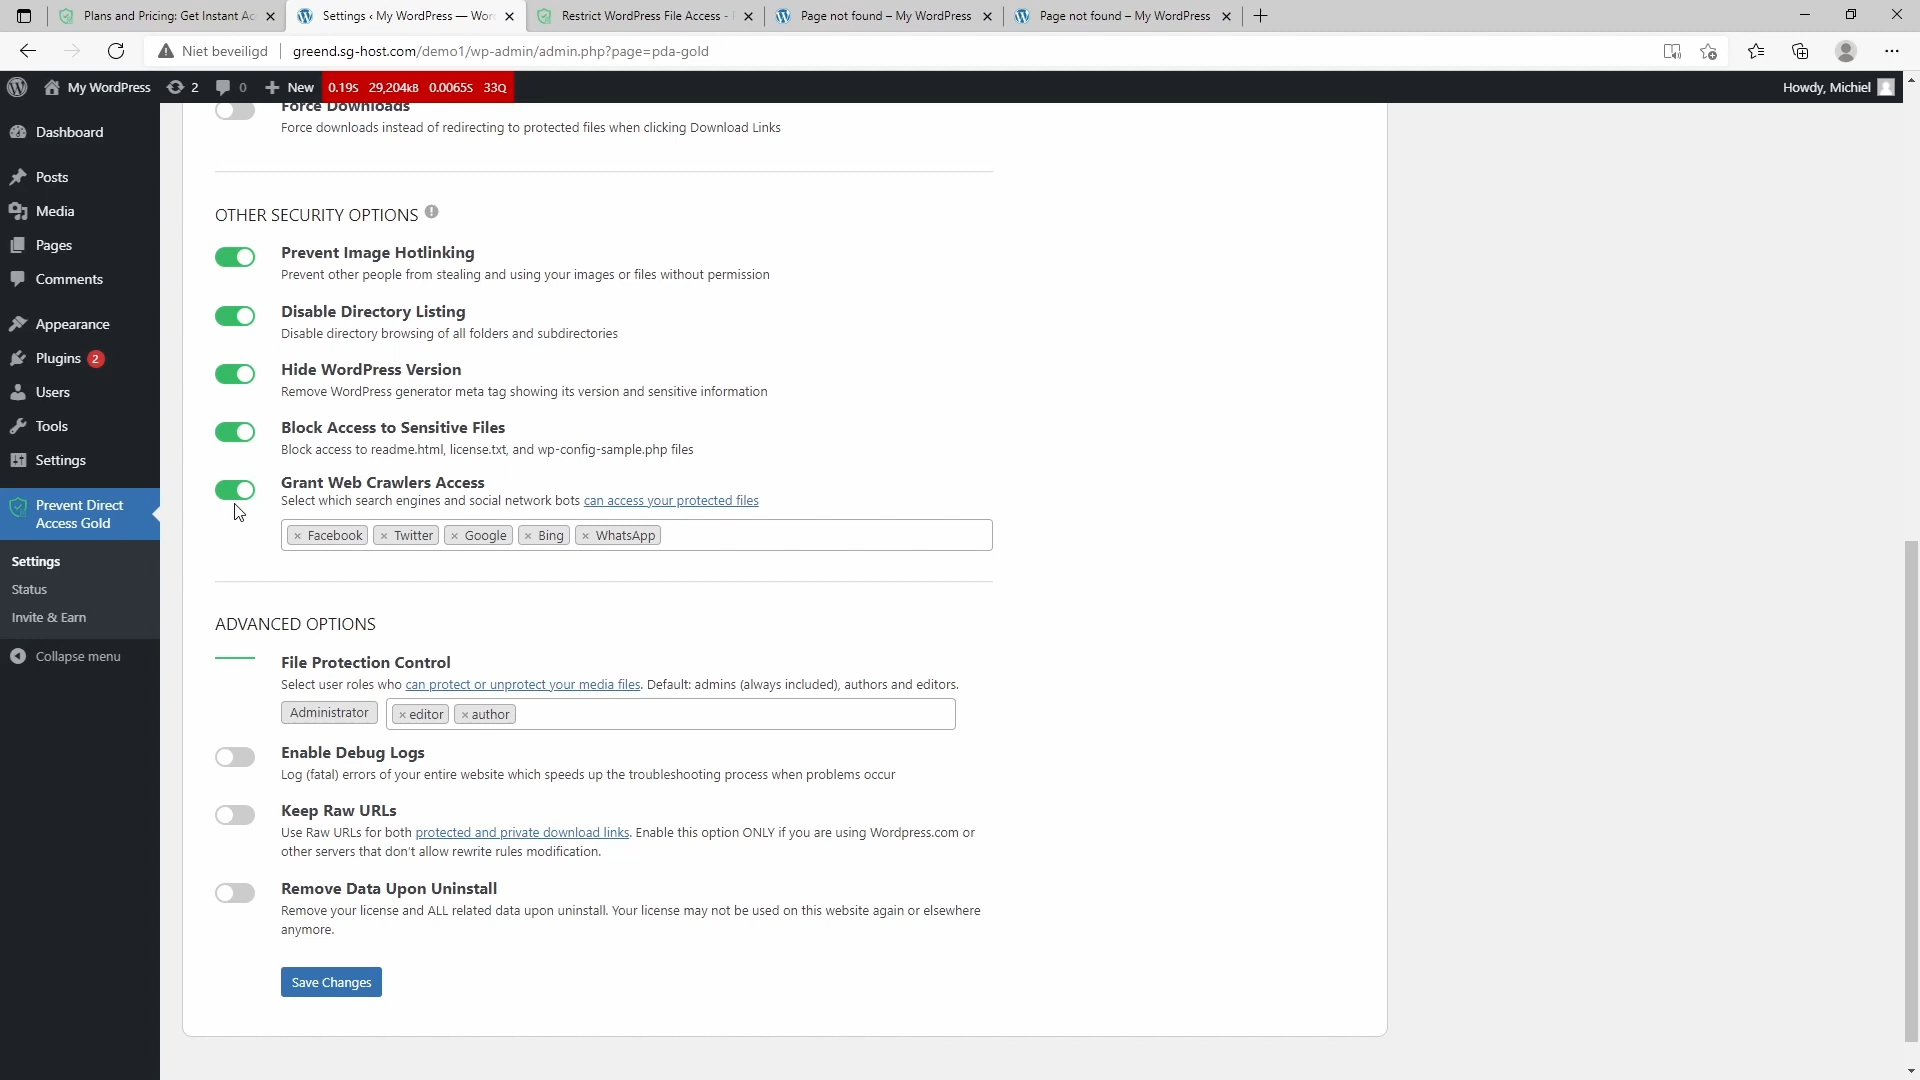 Plans and Pricing: Get Instant Ac
Settings ‹ My WordPress — Wor
Restrict WordPress File Access -
Page not found – My WordPress
Page not found – My WordPress
Niet beveiligd
greend.sg-host.com/demo1/wp-admin/admin.php?page=pda-gold
My WordPress
2
0
New
0.19S 29,204KB 0.0065S 33Q
Howdy, Michiel
Dashboard
Posts
Media
Pages
Comments
Appearance
Plugins 2
Users
Tools
Settings
Prevent Direct
Access Gold
Settings
Status
Invite & Earn
Collapse menu
Force Downloads
Force downloads instead of redirecting to protected files when clicking Download Links
OTHER SECURITY OPTIONS
Prevent Image Hotlinking
Prevent other people from stealing and using your images or files without permission
Disable Directory Listing
Disable directory browsing of all folders and subdirectories
Hide WordPress Version
Remove WordPress generator meta tag showing its version and sensitive information
Block Access to Sensitive Files
Block access to readme.html, license.txt, and wp-config-sample.php files
Grant Web Crawlers Access
Select which search engines and social network bots can access your protected files
× Facebook × Twitter × Google × Bing × WhatsApp
ADVANCED OPTIONS
File Protection Control
Select user roles who can protect or unprotect your media files. Default: admins (always included), authors and editors.
Administrator × editor × author
Enable Debug Logs
Log (fatal) errors of your entire website which speeds up the troubleshooting process when problems occur
Keep Raw URLs
Use Raw URLs for both protected and private download links. Enable this option ONLY if you are using Wordpress.com or
other servers that don't allow rewrite rules modification.
Remove Data Upon Uninstall
Remove your license and ALL related data upon uninstall. Your license may not be used on this website again or elsewhere
anymore.
Save Changes